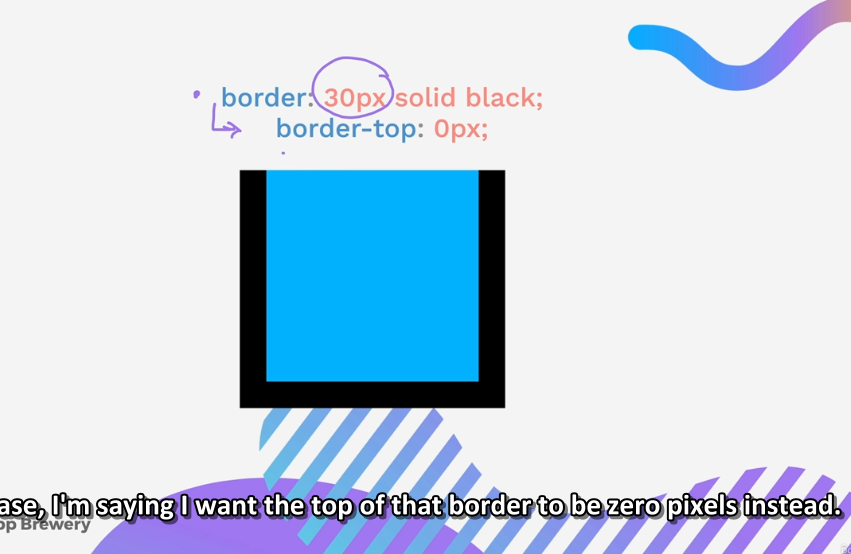 border: 30px solid black;
border-top: 0px;
ase, I'm saying I want the top of that border to be zero pixels instead.
pp Brewery